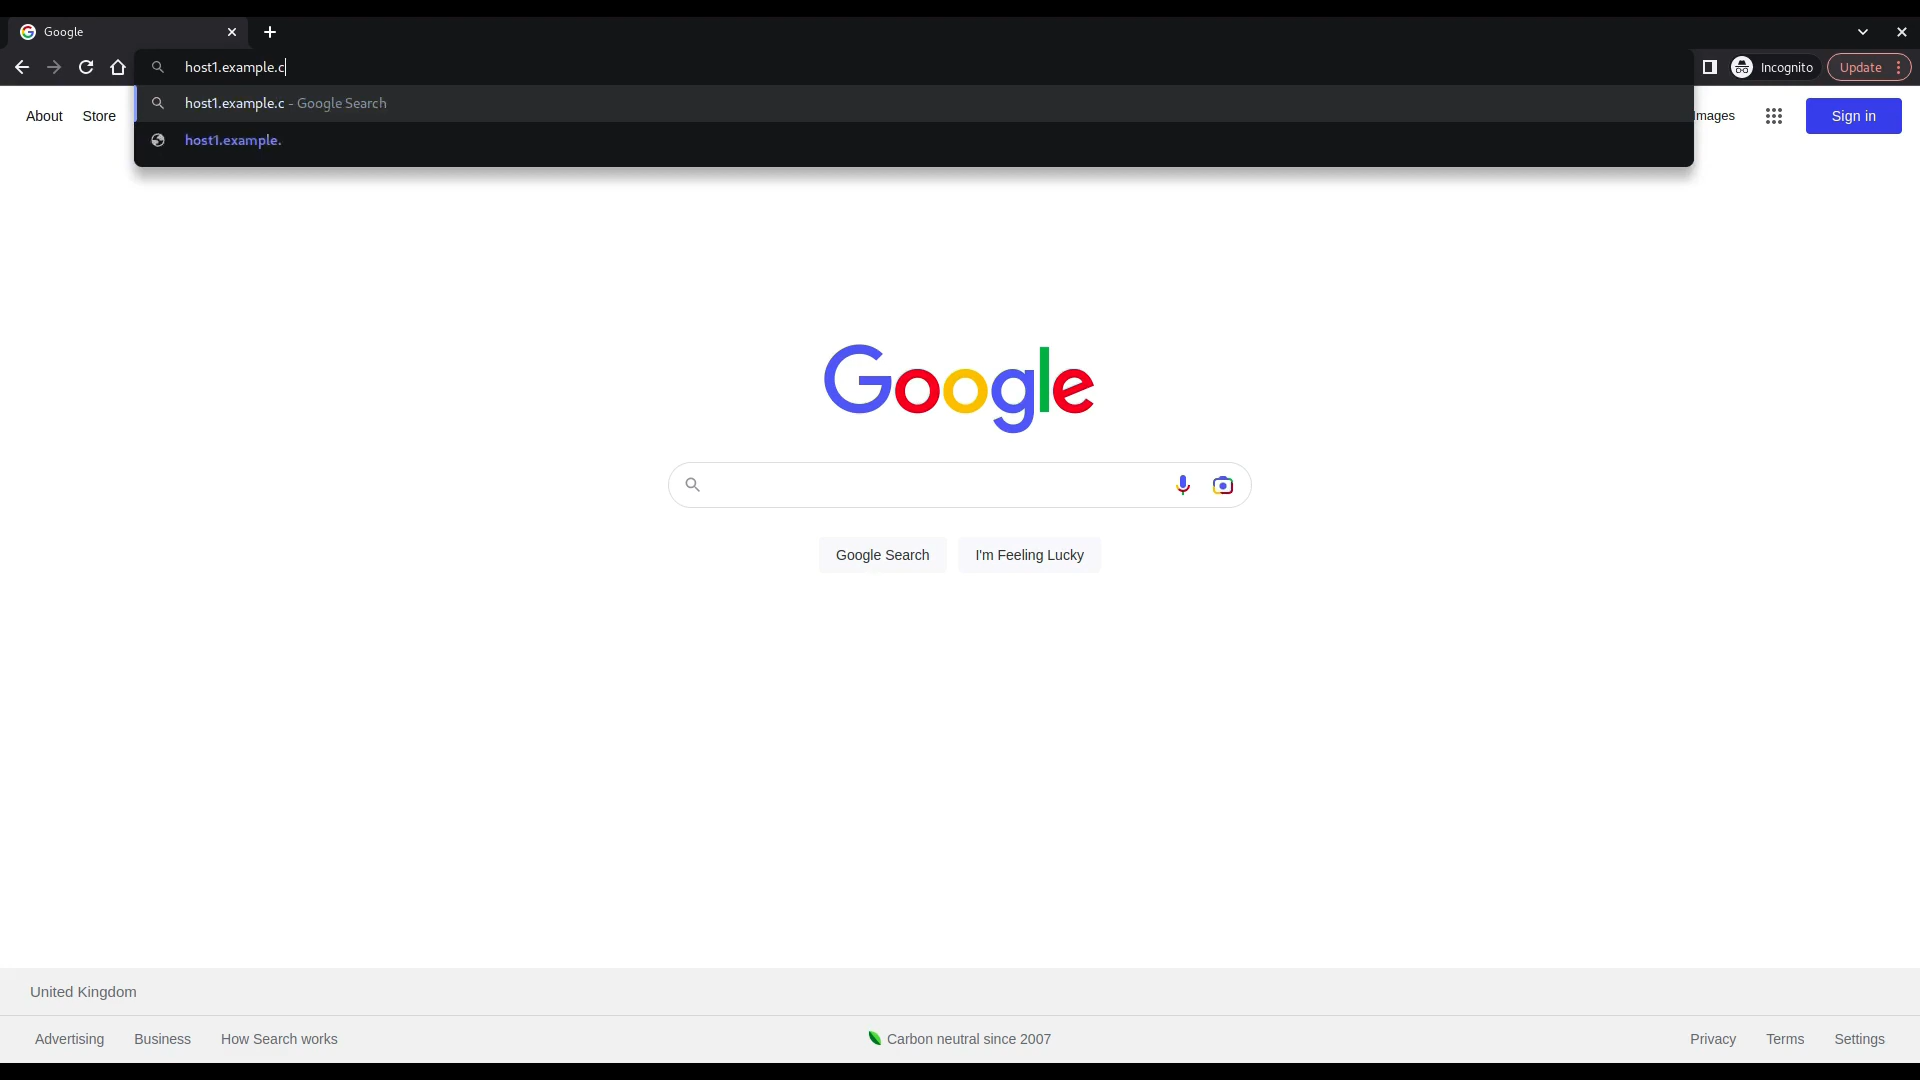 Google
host1.example.c
Incognito
Update
host1.example.c - Google Search
host1.example.
About
Store
Images
Sign in
Google
Google Search
I'm Feeling Lucky
United Kingdom
Advertising
Business
How Search works
Carbon neutral since 2007
Privacy
Terms
Settings